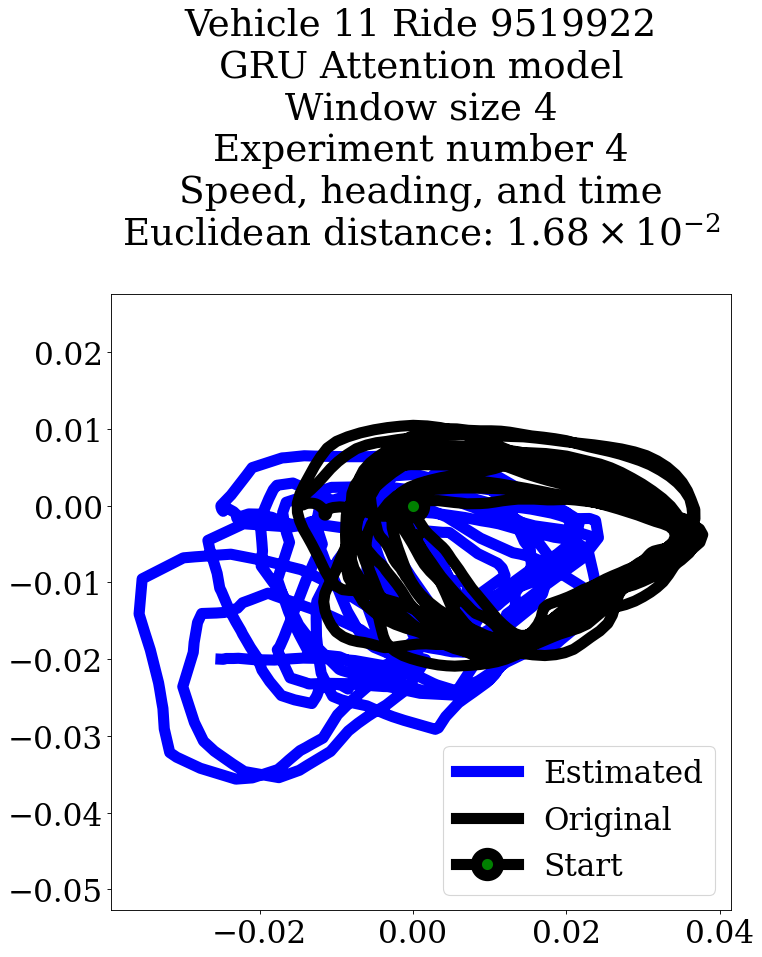 Vehicle 11 Ride 9519922
GRU Attention model
Window size 4
Experiment number 4
Speed, heading, and time
Euclidean distance: 1.68 × 10⁻²
0.02
0.01
0.00
−0.01
−0.02
−0.03
−0.04
−0.05
Estimated
Original
Start
−0.02 0.00 0.02 0.04